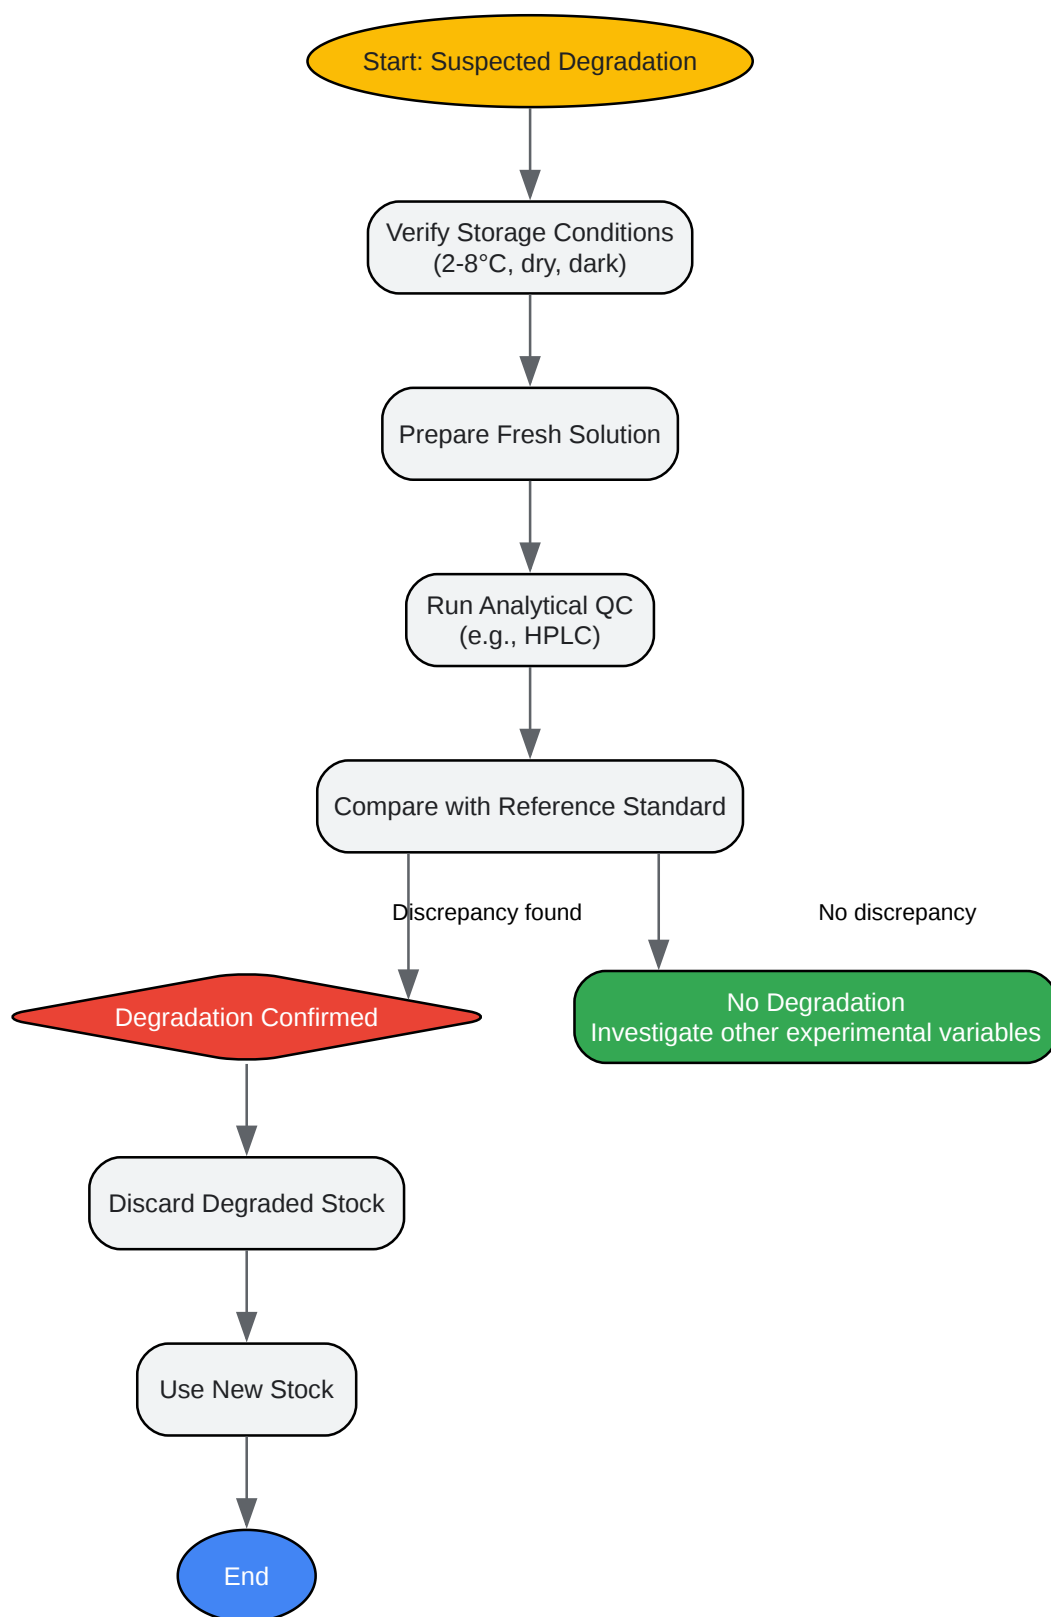 Start: Suspected Degradation
Verify Storage Conditions
(2-8°C, dry, dark)
Prepare Fresh Solution
Run Analytical QC
(e.g., HPLC)
Compare with Reference Standard
Discrepancy found
No discrepancy
Degradation Confirmed
No Degradation
Investigate other experimental variables
Discard Degraded Stock
Use New Stock
End